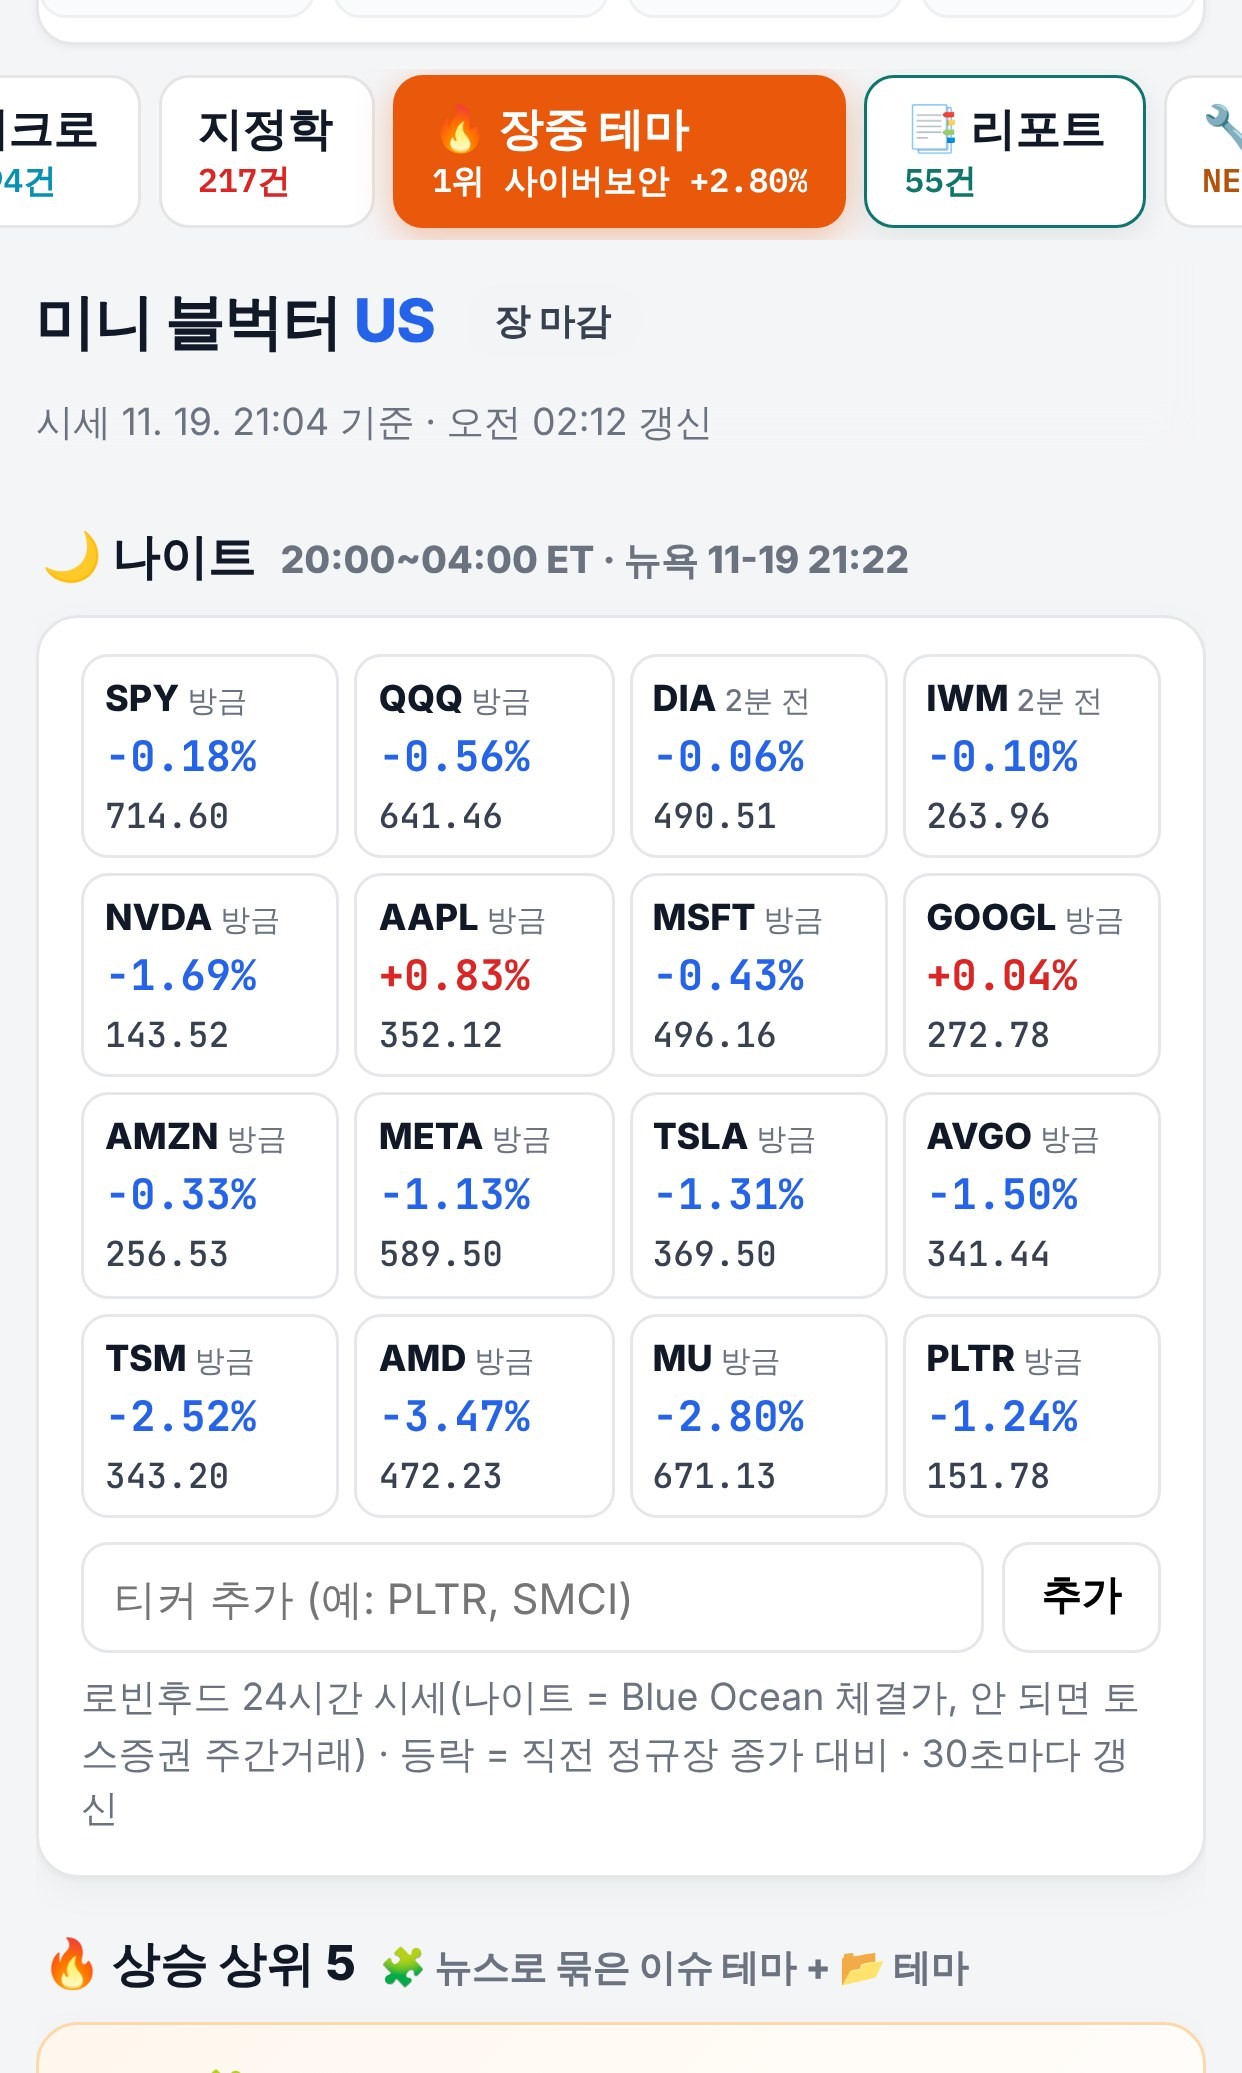 지정학
217건
🔥 장중 테마
1위 사이버보안 +2.80%
📑 리포트
55건
미니 블벅터 US 장 마감
시세 11. 19. 21:04 기준 · 오전 02:12 갱신
🌙 나이트 20:00~04:00 ET · 뉴욕 11-19 21:22
SPY 방금
-0.18%
714.60
QQQ 방금
-0.56%
641.46
DIA 2분 전
-0.06%
490.51
IWM 2분 전
-0.10%
263.96
NVDA 방금
-1.69%
143.52
AAPL 방금
+0.83%
352.12
MSFT 방금
-0.43%
496.16
GOOGL 방금
+0.04%
272.78
AMZN 방금
-0.33%
256.53
META 방금
-1.13%
589.50
TSLA 방금
-1.31%
369.50
AVGO 방금
-1.50%
341.44
TSM 방금
-2.52%
343.20
AMD 방금
-3.47%
472.23
MU 방금
-2.80%
671.13
PLTR 방금
-1.24%
151.78
티커 추가 (예: PLTR, SMCI)
추가
로빈후드 24시간 시세(나이트 = Blue Ocean 체결가, 안 되면 토
스증권 주간거래) · 등락 = 직전 정규장 종가 대비 · 30초마다 갱
신
🔥 상승 상위 5 🧩 뉴스로 묶은 이슈 테마 + 📂 테마